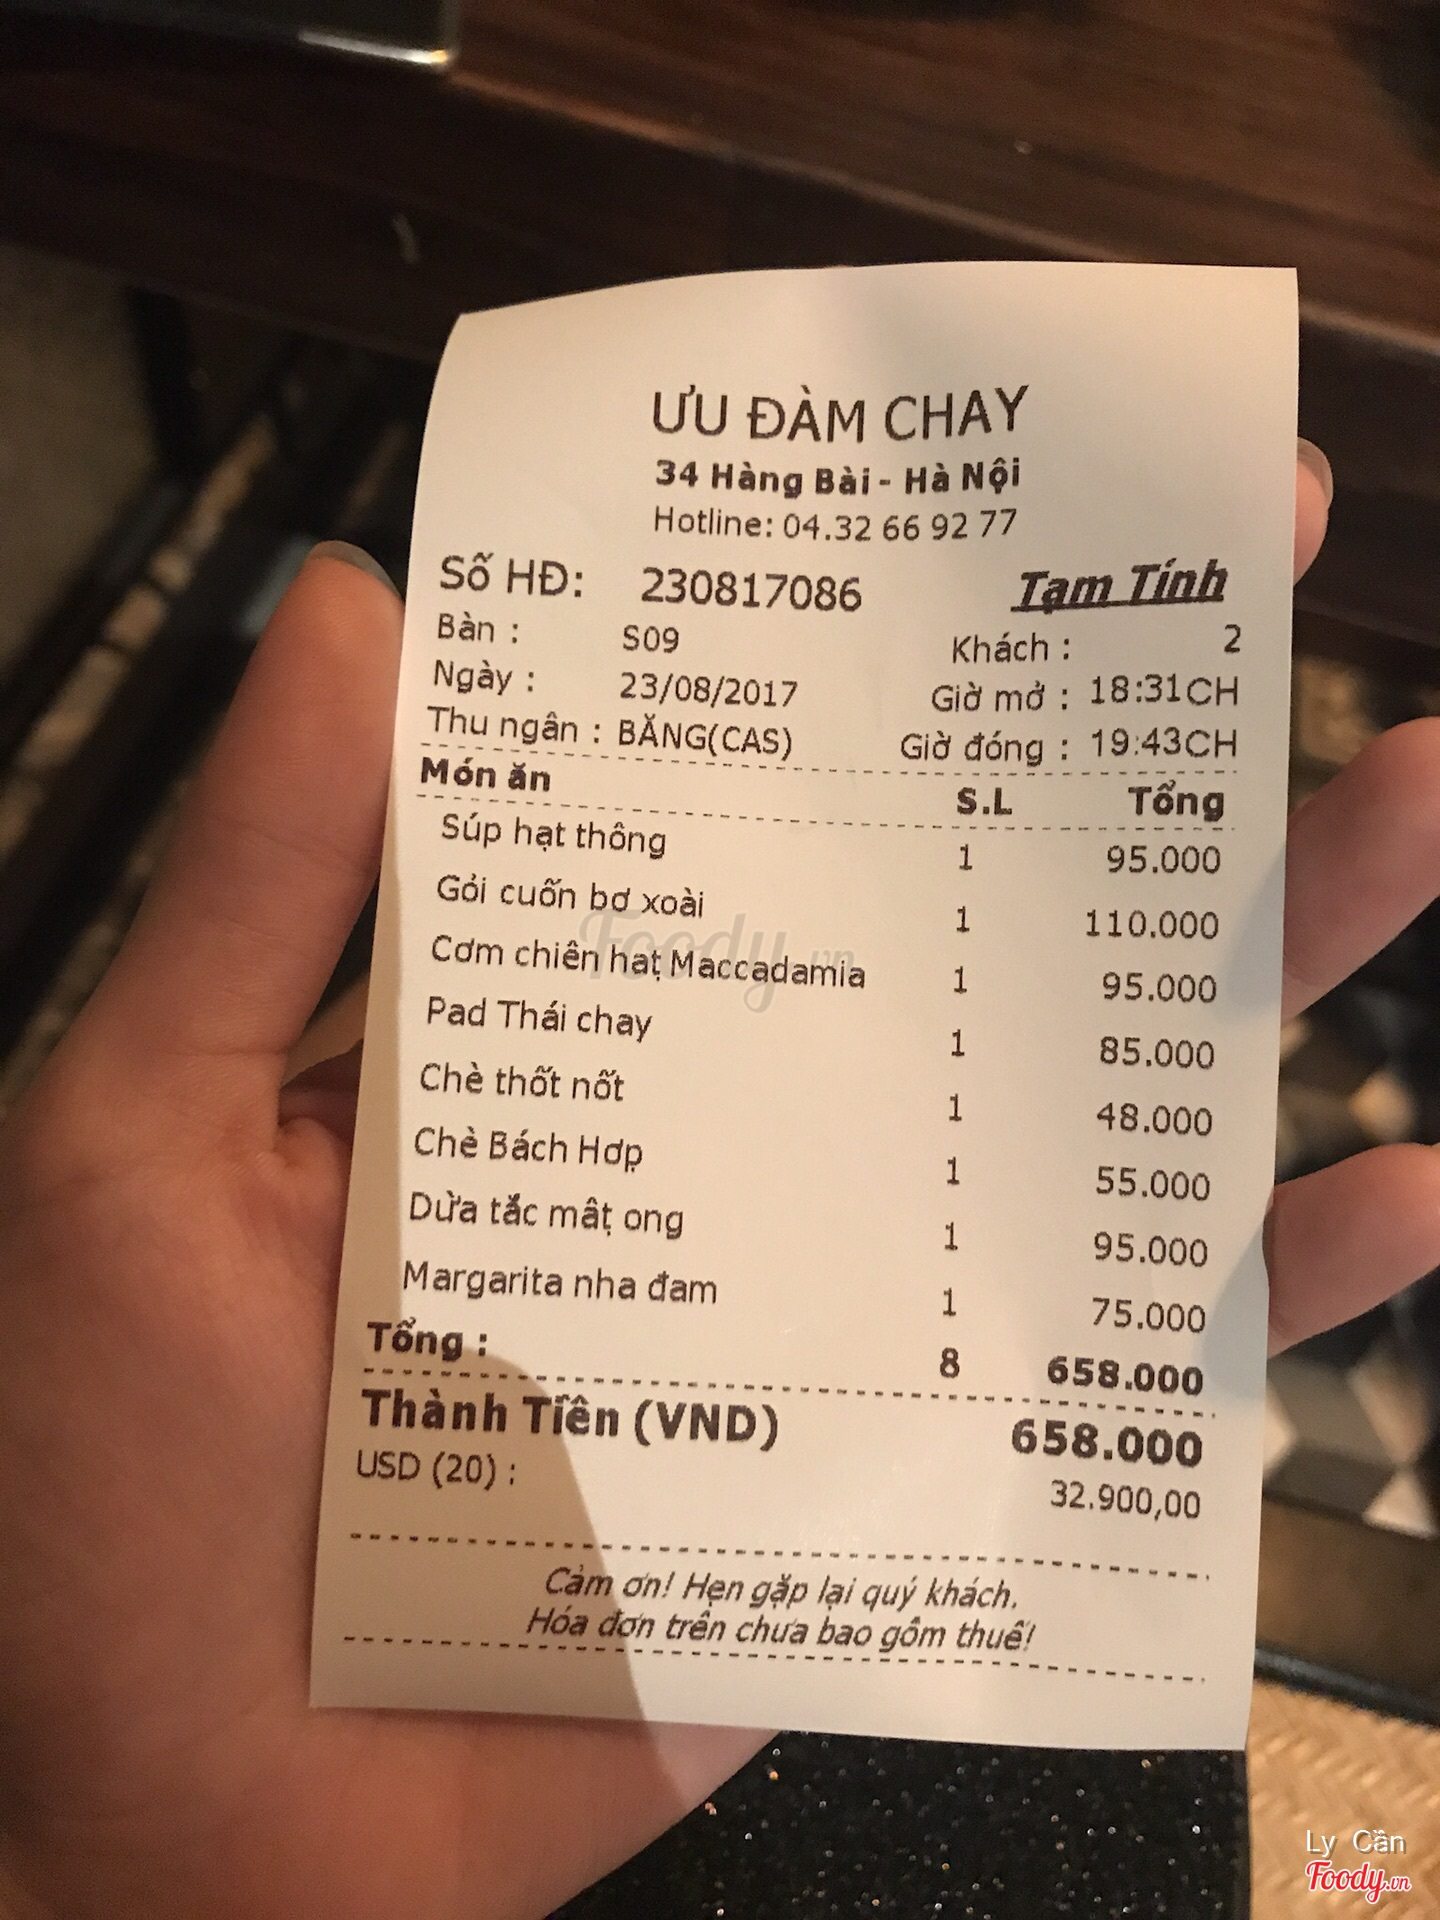 ƯU ĐÀM CHAY
34 Hàng Bài - Hà Nội
Hotline: 04.32 66 92 77
Số HĐ: 230817086 Tạm Tính
Bàn : S09 Khách : 2
Ngày : 23/08/2017 Giờ mở : 18:31CH
Thu ngân : BĂNG(CAS) Giờ đóng : 19:43CH
Món ăn S.L Tổng
Súp hạt thông 1 95.000
Gỏi cuốn bơ xoài 1 110.000
Cơm chiên hạt Maccadamia 1 95.000
Pad Thái chay 1 85.000
Chè thốt nốt 1 48.000
Chè Bách Hợp 1 55.000
Dừa tắc mật ong 1 95.000
Margarita nha đam 1 75.000
Tổng : 8 658.000
Thành Tiền (VND) 658.000
USD (20) : 32.900,00
Cảm ơn! Hẹn gặp lại quý khách.
Hóa đơn trên chưa bao gồm thuế!
Foody.vn
Ly Cần
Foody.vn